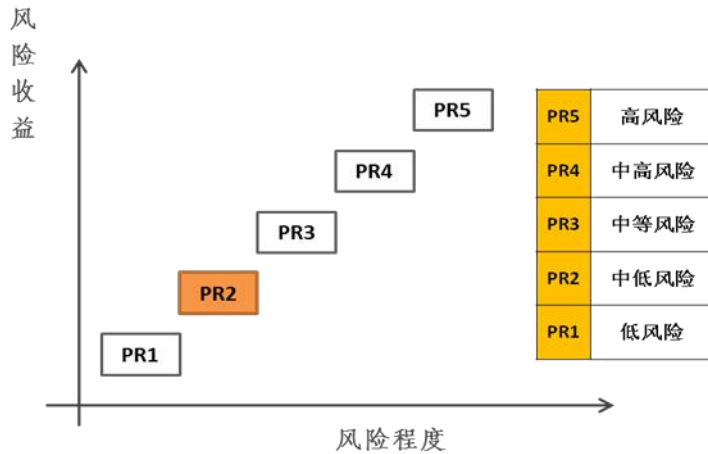 风
险
收
益
PR5
PR4
PR3
PR2
PR1
风险程度
PR5 高风险
PR4 中高风险
PR3 中等风险
PR2 中低风险
PR1 低风险